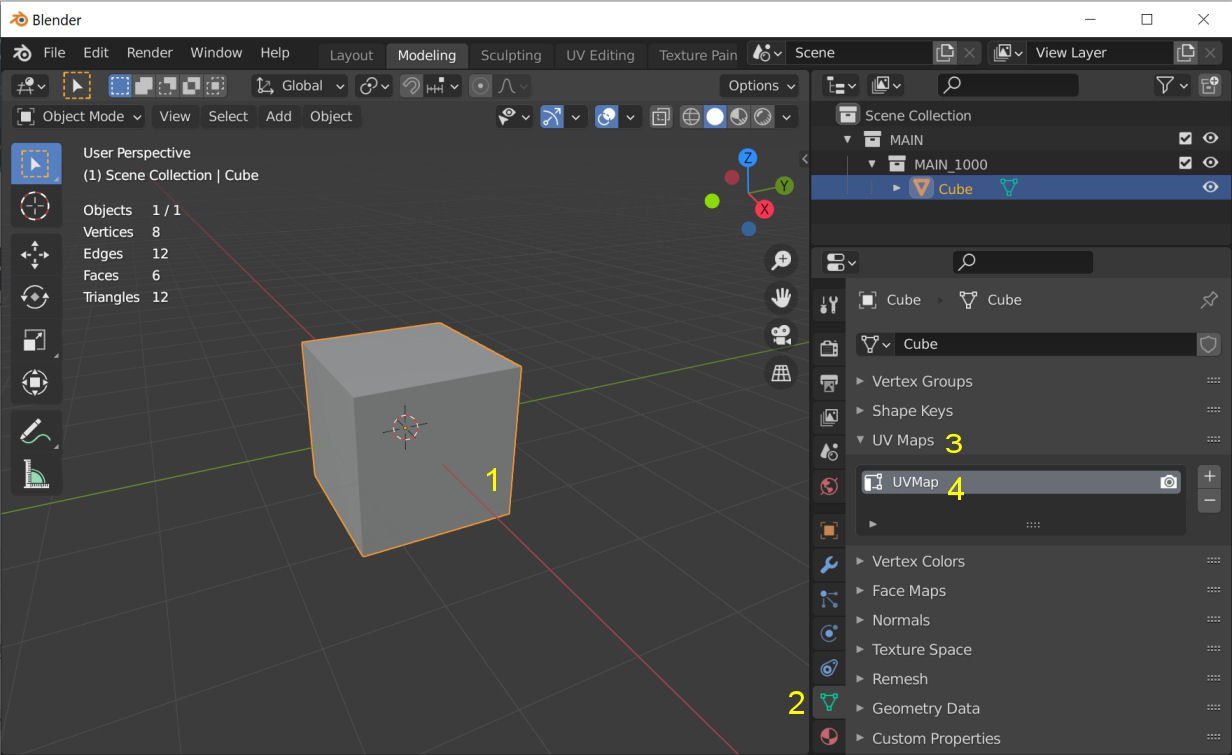 Blender
File Edit Render Window Help Layout Modeling Sculpting UV Editing Texture Pain Scene View Layer
Global Options
Object Mode View Select Add Object
User Perspective
(1) Scene Collection | Cube
Objects 1 / 1
Vertices 8
Edges 12
Faces 6
Triangles 12
Z
Y
X
1
2
Scene Collection
MAIN
MAIN_1000
Cube
Cube Cube
Cube
Vertex Groups
Shape Keys
UV Maps 3
UVMap 4
Vertex Colors
Face Maps
Normals
Texture Space
Remesh
Geometry Data
Custom Properties